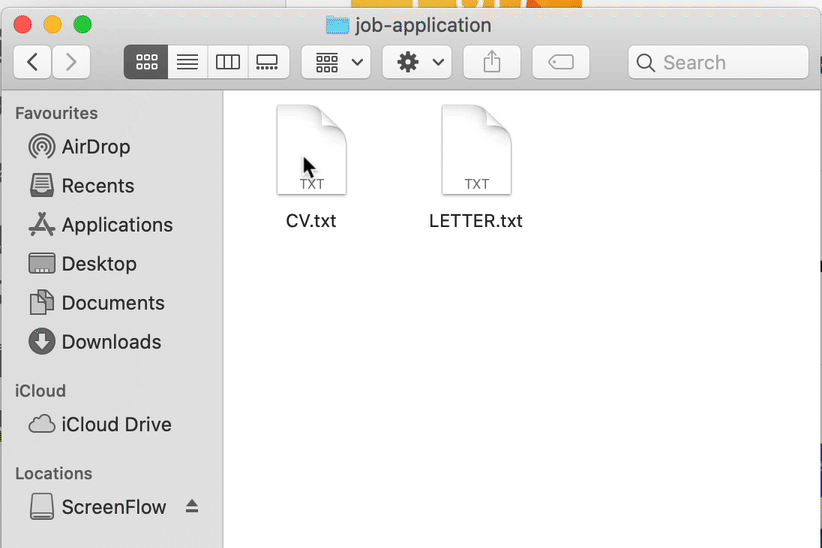 job-application
Search
Favourites
AirDrop
Recents
Applications
Desktop
Documents
Downloads
iCloud
iCloud Drive
Locations
ScreenFlow
TXT
TXT
CV.txt
LETTER.txt